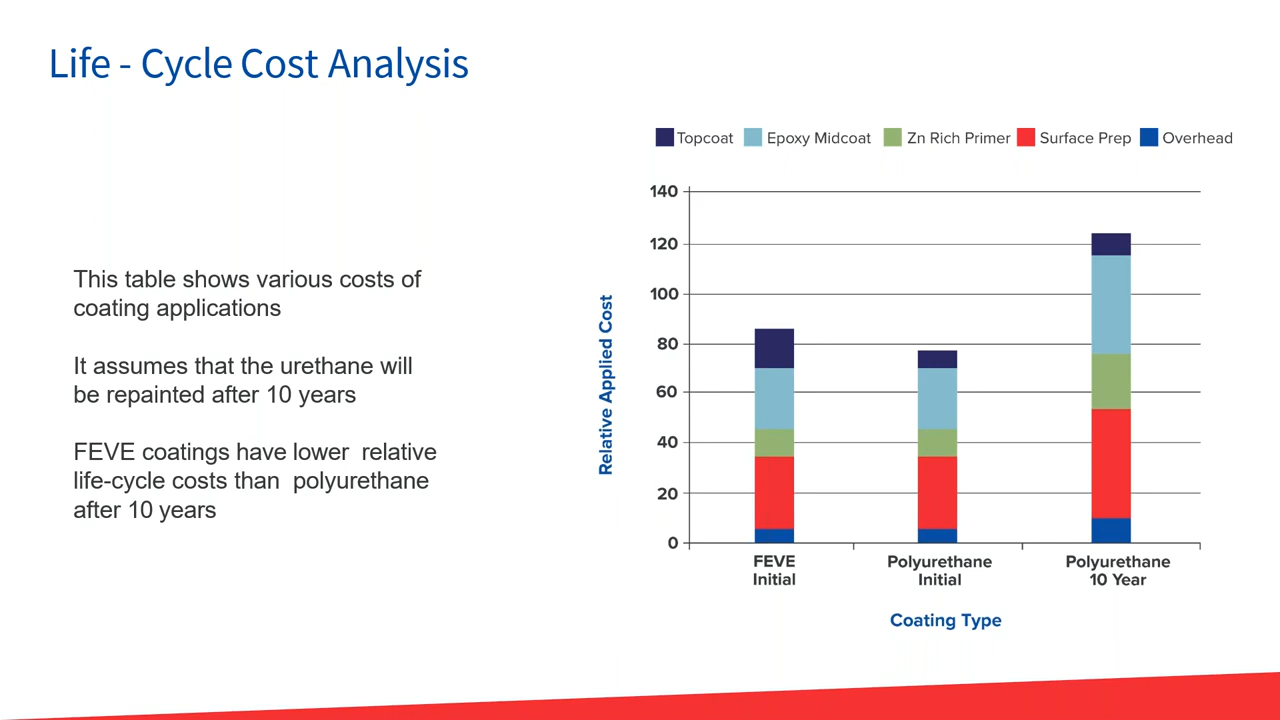 Life - Cycle Cost Analysis
This table shows various costs of
coating applications
It assumes that the urethane will
be repainted after 10 years
FEVE coatings have lower  relative
life-cycle costs than  polyurethane
after 10 years
Topcoat Epoxy Midcoat Zn Rich Primer Surface Prep Overhead
Relative Applied Cost
140
120
100
80
60
40
20
0
FEVE
Initial
Polyurethane
Initial
Polyurethane
10 Year
Coating Type